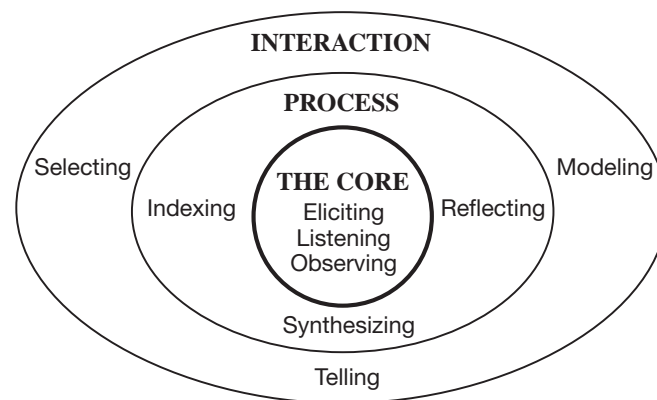 INTERACTION
PROCESS
Selecting
Modeling
THE CORE
Indexing
Eliciting
Reflecting
Listening
Observing
Synthesizing
Telling